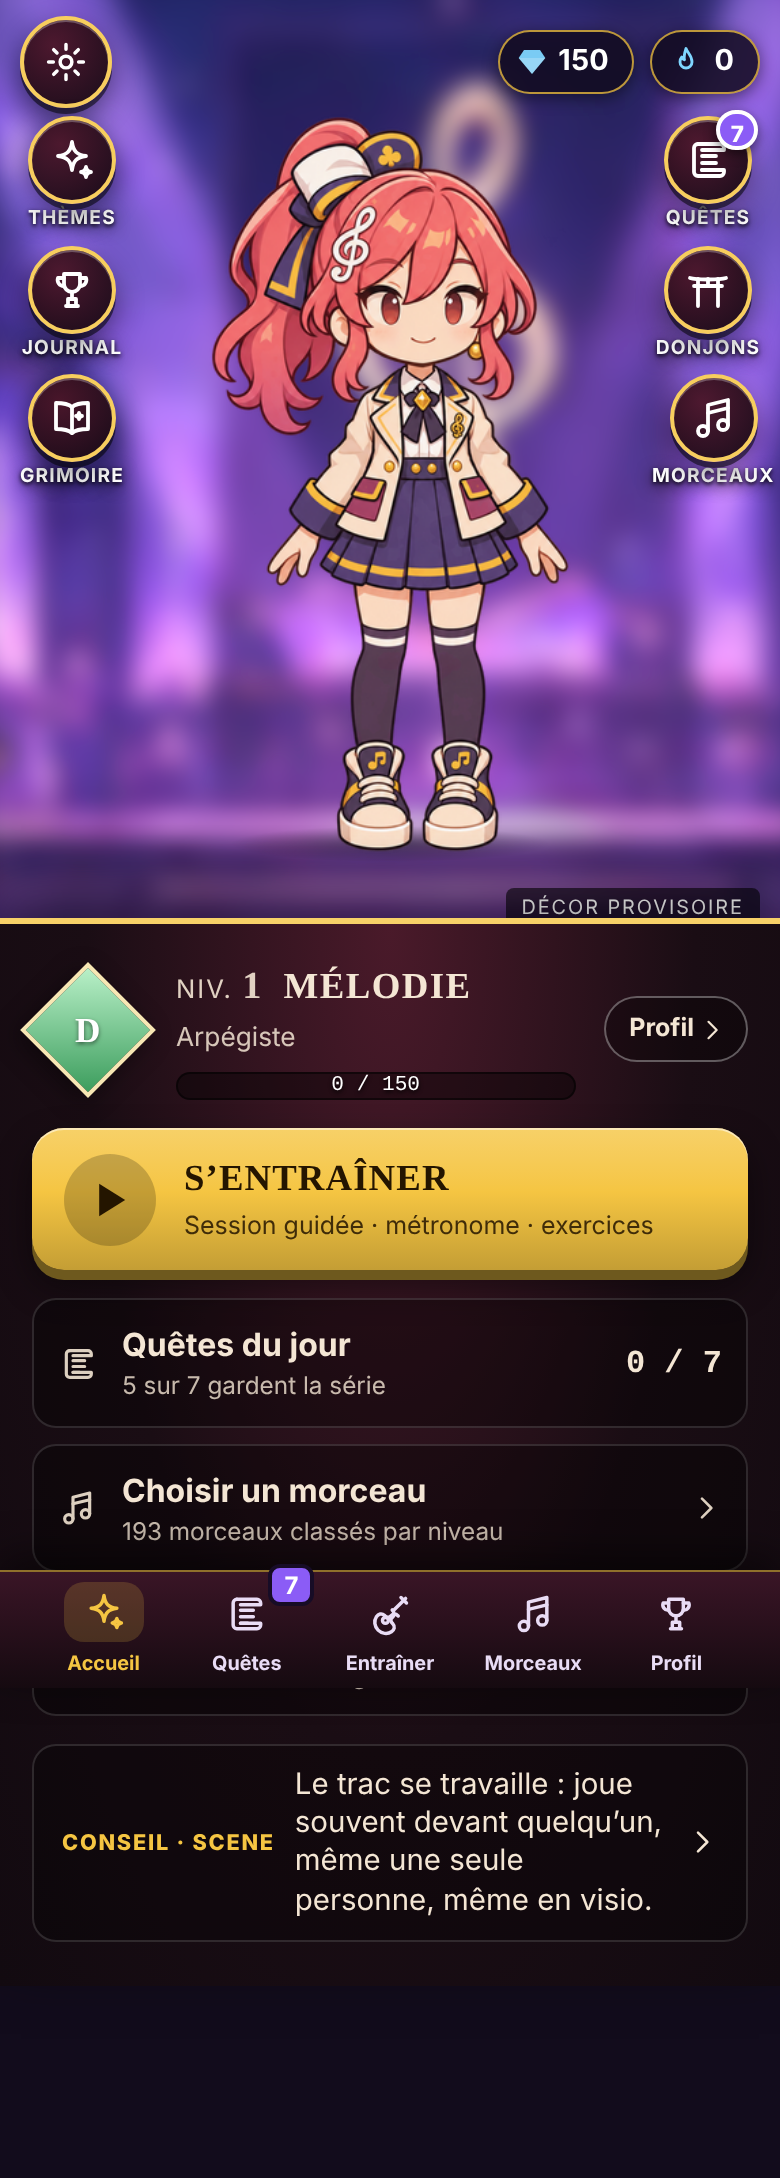 150
0
7
THÈMES
QUÊTES
JOURNAL
DONJONS
GRIMOIRE
MORCEAUX
DÉCOR PROVISOIRE
D
NIV. 1 MÉLODIE
Arpégiste
Profil
0 / 150
S’ENTRAÎNER
Session guidée · métronome · exercices
Quêtes du jour
0 / 7
5 sur 7 gardent la série
Choisir un morceau
193 morceaux classés par niveau
7
Accueil
Quêtes
Entraîner
Morceaux
Profil
CONSEIL · SCENE
Le trac se travaille : joue
souvent devant quelqu’un,
même une seule
personne, même en visio.